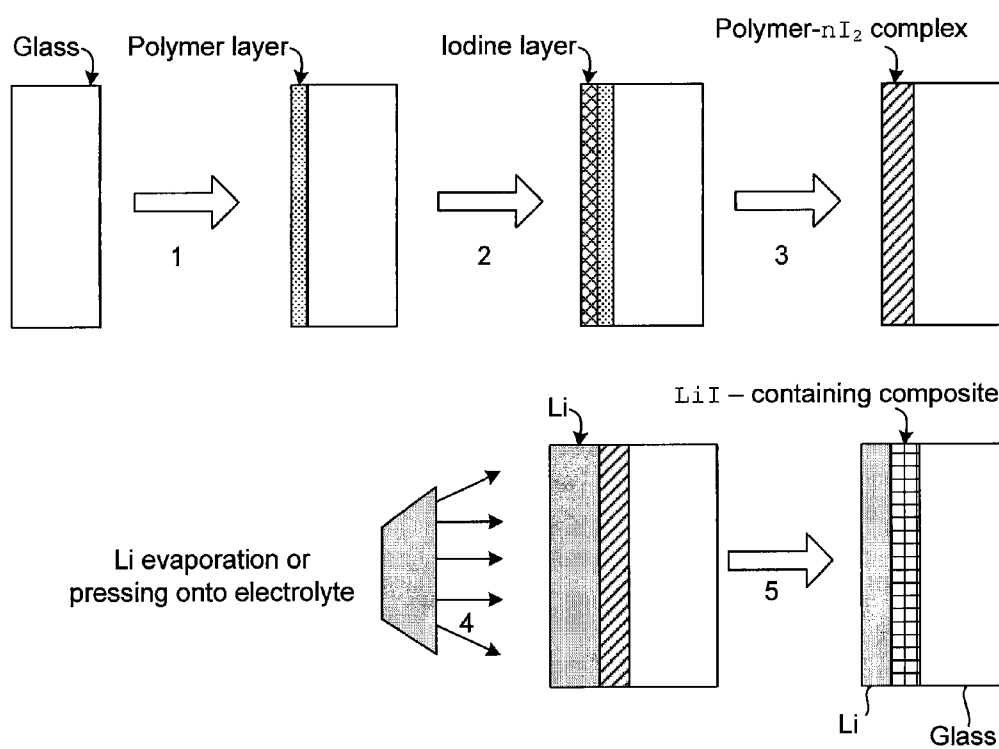 Glass
Polymer layer
Iodine layer
Polymer-nI₂ complex
1
2
3
Li
LiI – containing composite
Li evaporation or
pressing onto electrolyte
4
5
Li
Glass